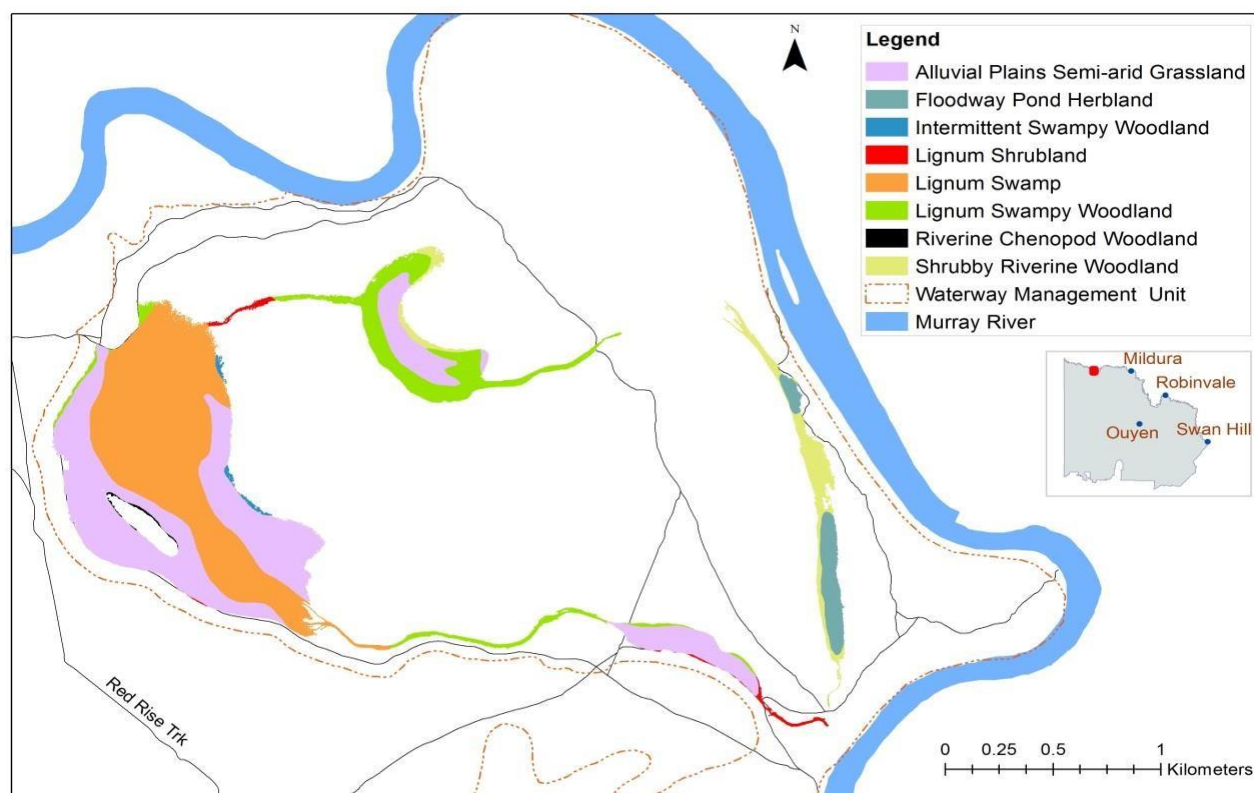 N
Legend
Alluvial Plains Semi-arid Grassland
Floodway Pond Herbland
Intermittent Swampy Woodland
Lignum Shrubland
Lignum Swamp
Lignum Swampy Woodland
Riverine Chenopod Woodland
Shrubby Riverine Woodland
Waterway Management Unit
Murray River
Mildura
Robinvale
Ouyen
Swan Hill
Red Rise Trk
0 0.25 0.5 1
Kilometers